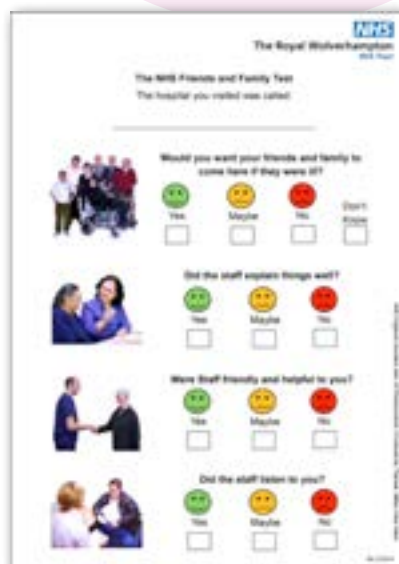 NHS
The Royal Wolverhampton
NHS Trust
The NHS Friends and Family Test
The hospital you visited was called:
Would you want your friends and family to
come here if they were ill?
Yes Maybe No Don't
Know
Did the staff explain things well?
Yes Maybe No
Were Staff friendly and helpful to you?
Yes Maybe No
Did the staff listen to you?
Yes Maybe No